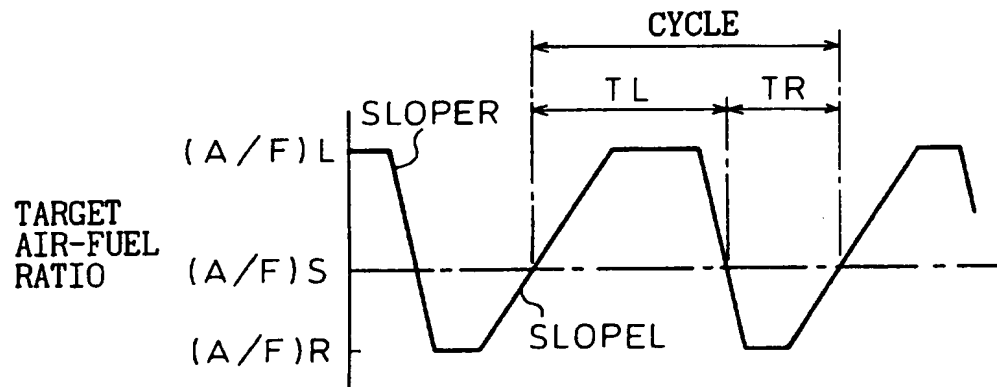 CYCLE
TL
TR
SLOPER
(A/F)L
TARGET
AIR-FUEL
RATIO
(A/F)S
SLOPEL
(A/F)R